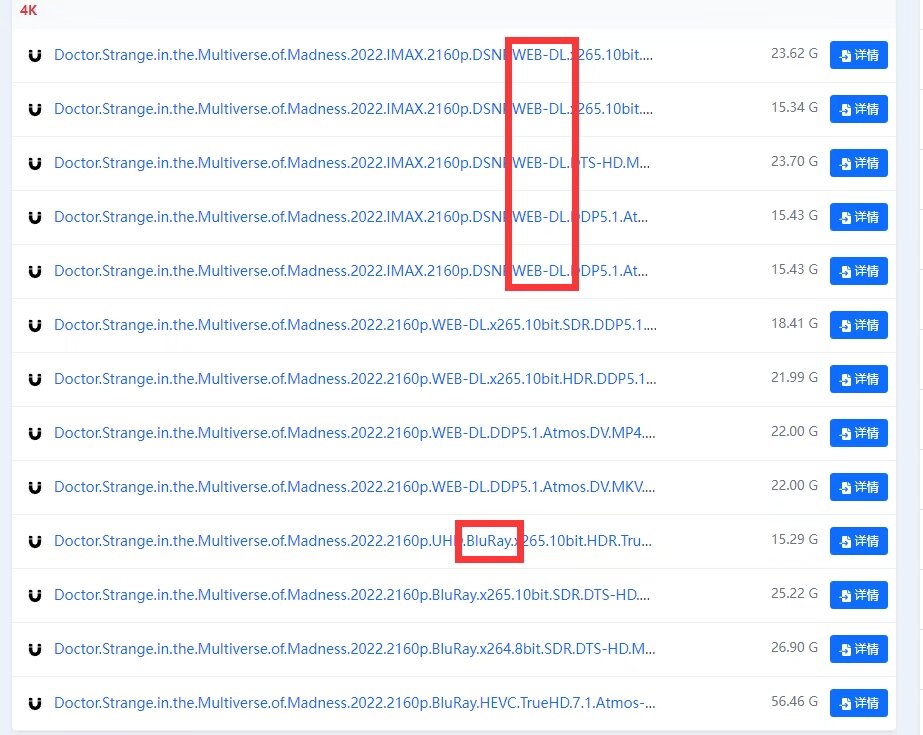 4K
Doctor.Strange.in.the.Multiverse.of.Madness.2022.IMAX.2160p.DSNP.WEB-DL.x265.10bit.... 23.62 G 详情
Doctor.Strange.in.the.Multiverse.of.Madness.2022.IMAX.2160p.DSNP.WEB-DL.x265.10bit.... 15.34 G 详情
Doctor.Strange.in.the.Multiverse.of.Madness.2022.IMAX.2160p.DSNP.WEB-DL.DTS-HD.M... 23.70 G 详情
Doctor.Strange.in.the.Multiverse.of.Madness.2022.IMAX.2160p.DSNP.WEB-DL.DDP5.1.At... 15.43 G 详情
Doctor.Strange.in.the.Multiverse.of.Madness.2022.IMAX.2160p.DSNP.WEB-DL.DDP5.1.At... 15.43 G 详情
Doctor.Strange.in.the.Multiverse.of.Madness.2022.2160p.WEB-DL.x265.10bit.SDR.DDP5.1.... 18.41 G 详情
Doctor.Strange.in.the.Multiverse.of.Madness.2022.2160p.WEB-DL.x265.10bit.HDR.DDP5.1... 21.99 G 详情
Doctor.Strange.in.the.Multiverse.of.Madness.2022.2160p.WEB-DL.DDP5.1.Atmos.DV.MP4.... 22.00 G 详情
Doctor.Strange.in.the.Multiverse.of.Madness.2022.2160p.WEB-DL.DDP5.1.Atmos.DV.MKV.... 22.00 G 详情
Doctor.Strange.in.the.Multiverse.of.Madness.2022.2160p.UHD.BluRay.x265.10bit.HDR.Tru... 15.29 G 详情
Doctor.Strange.in.the.Multiverse.of.Madness.2022.2160p.BluRay.x265.10bit.SDR.DTS-HD.... 25.22 G 详情
Doctor.Strange.in.the.Multiverse.of.Madness.2022.2160p.BluRay.x264.8bit.SDR.DTS-HD.M... 26.90 G 详情
Doctor.Strange.in.the.Multiverse.of.Madness.2022.2160p.BluRay.HEVC.TrueHD.7.1.Atmos-... 56.46 G 详情